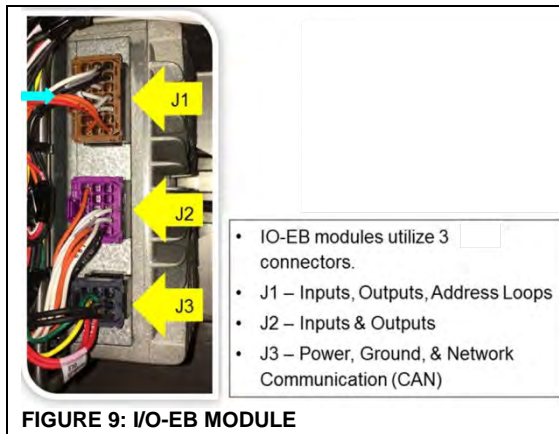 J1
J2
J3
• IO-EB modules utilize 3
connectors.
• J1 – Inputs, Outputs, Address Loops
• J2 – Inputs & Outputs
• J3 – Power, Ground, & Network
Communication (CAN)
FIGURE 9: I/O-EB MODULE